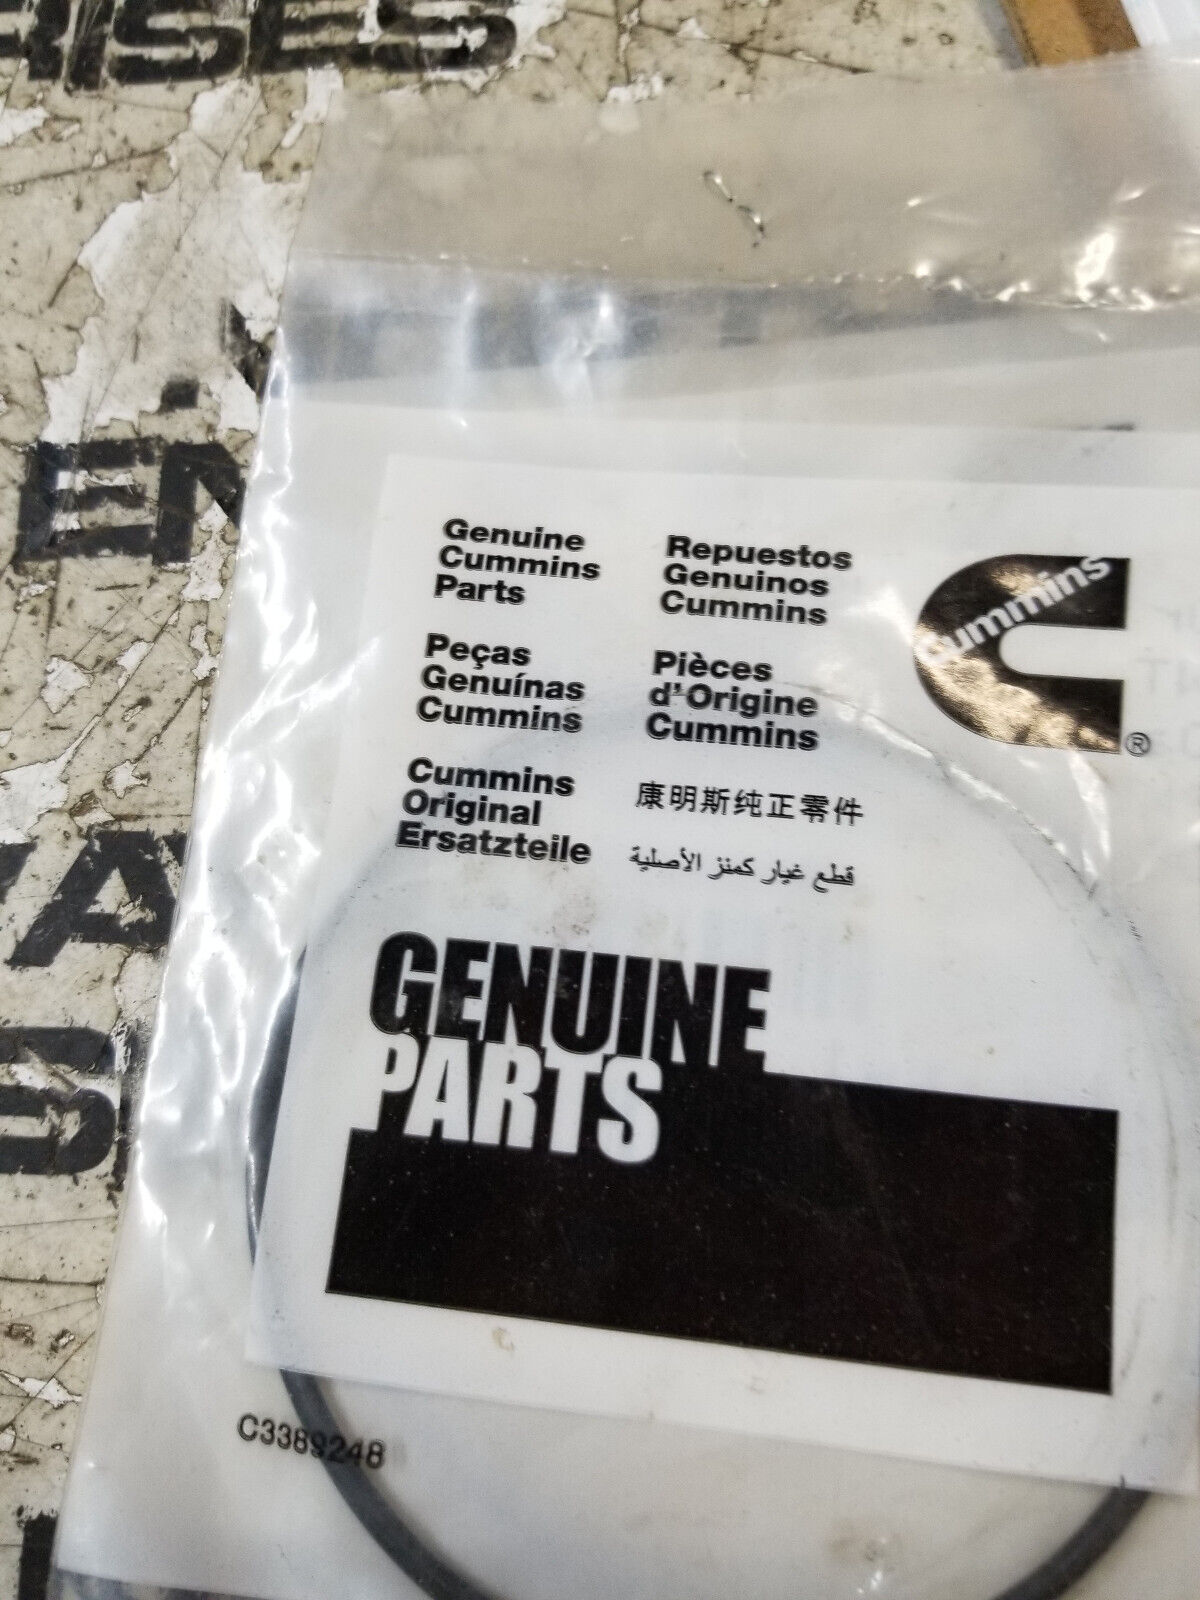 Genuine
Cummins
Parts
Repuestos
Genuinos
Cummins
Cummins
®
Peças
Genuínas
Cummins
Pièces
d'Origine
Cummins
Cummins
Original
Ersatzteile
康明斯纯正零件
قطع غيار كمنز الأصلية
GENUINE
PARTS
C3389248